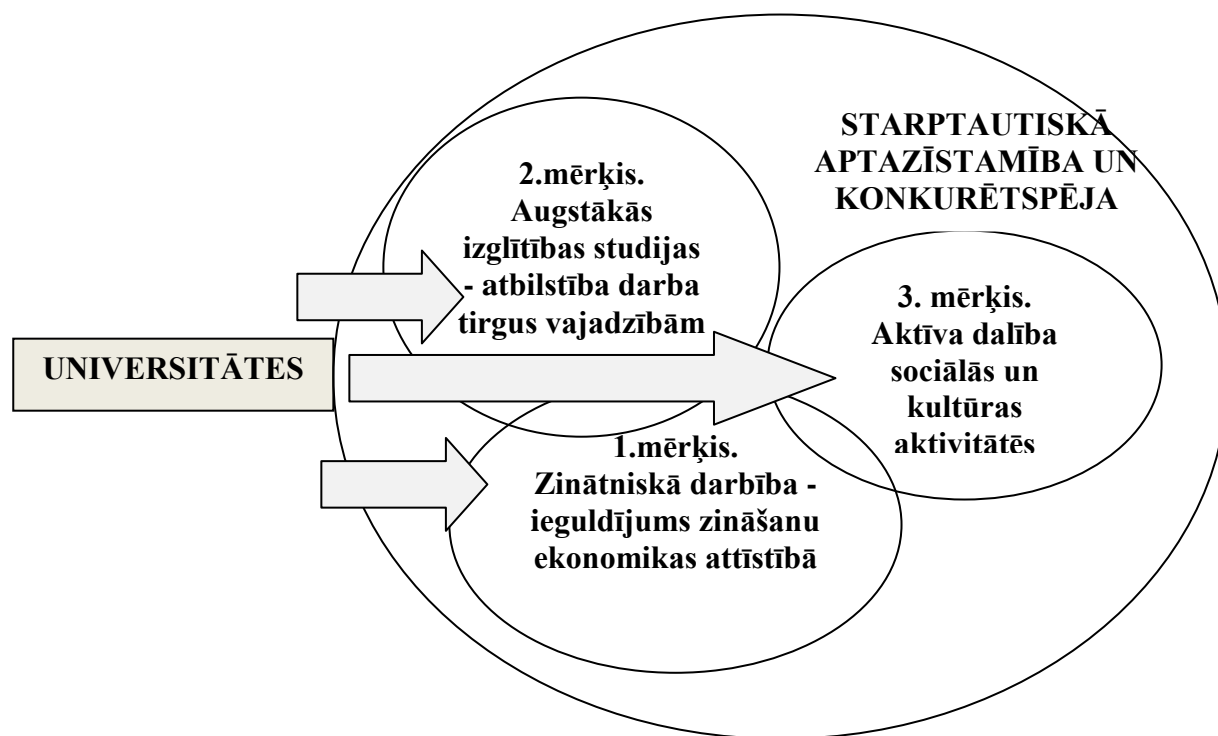 STARPTAUTISKĀ
APTAZĪSTAMĪBA UN
KONKURĒTSPĒJA
2.mērķis.
Augstākās
izglītības studijas
- atbilstība darba
tirgus vajadzībām
3. mērķis.
Aktīva dalība
sociālās un
kultūras
aktivitātēs
UNIVERSITĀTES
1.mērķis.
Zinātniskā darbība -
ieguldījums zināšanu
ekonomikas attīstībā